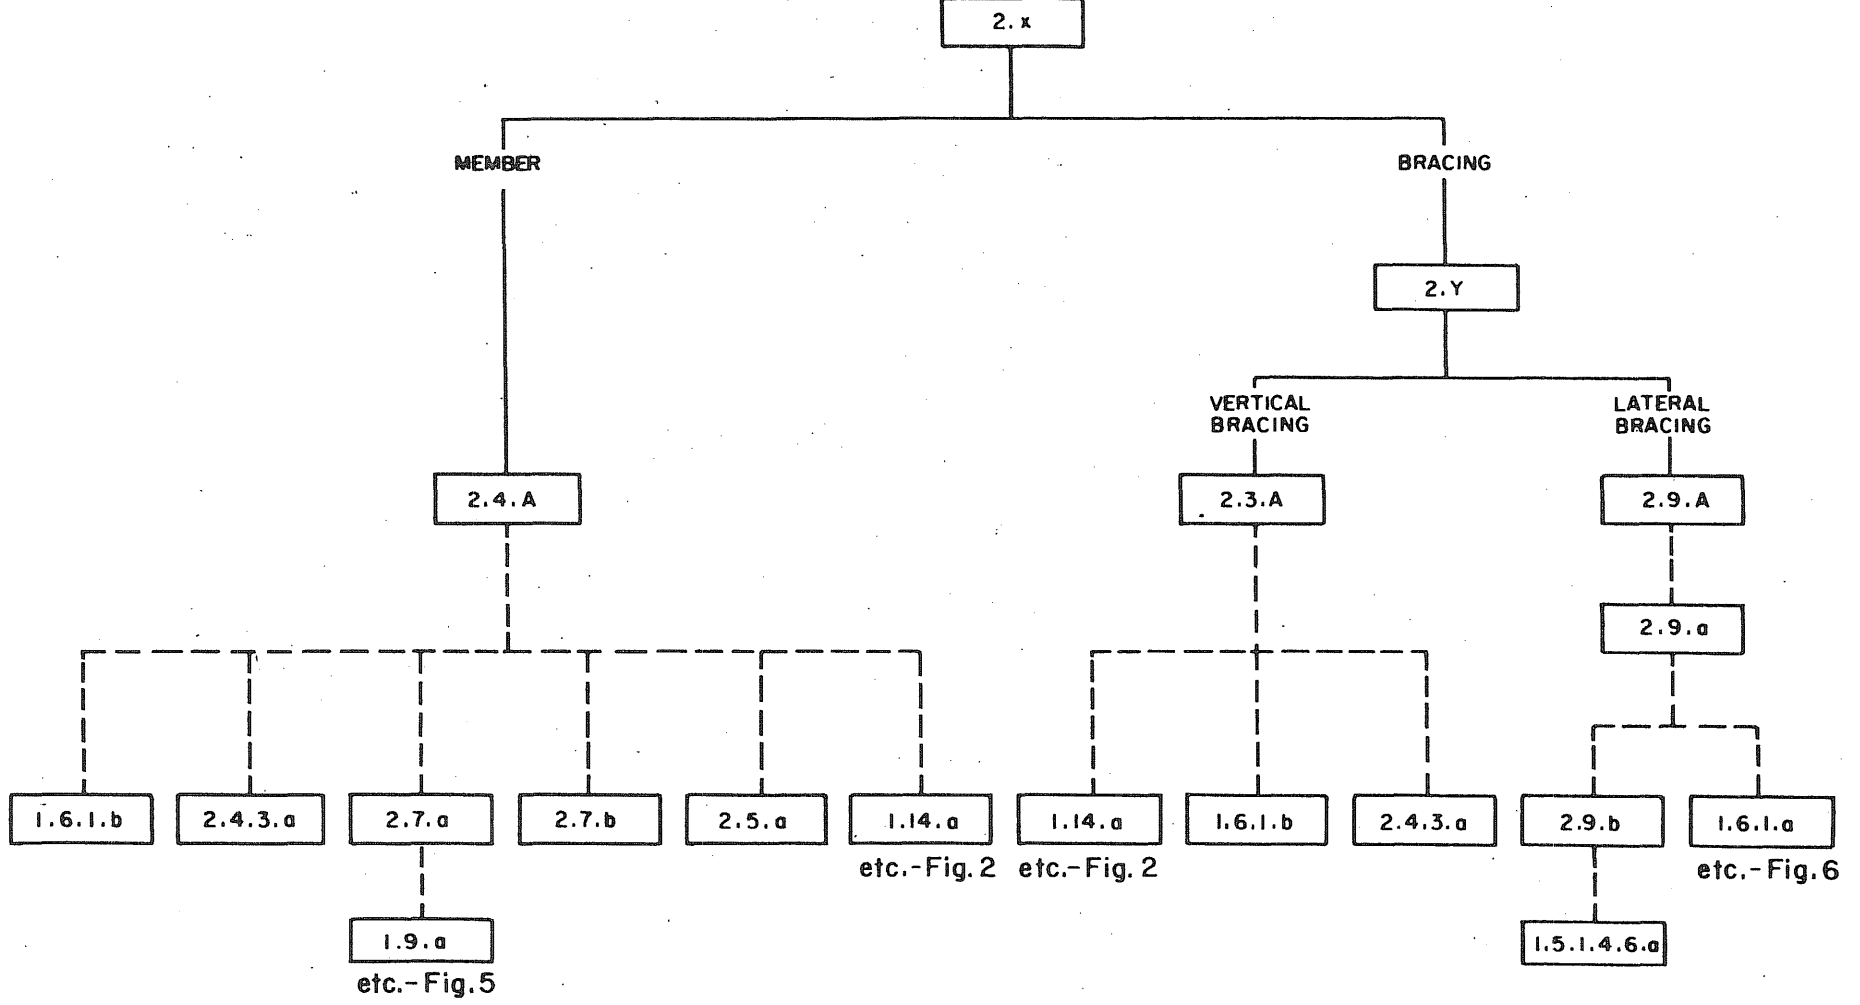 2.x
MEMBER
BRACING
2.Y
VERTICAL
BRACING
LATERAL
BRACING
2.4.A
2.3.A
2.9.A
2.9.a
1.6.1.b
2.4.3.a
2.7.a
2.7.b
2.5.a
1.14.a
1.14.a
1.6.1.b
2.4.3.a
2.9.b
1.6.1.a
etc.-Fig.2
etc.-Fig.2
etc.-Fig.6
1.9.a
1.5.1.4.6.a
etc.-Fig.5